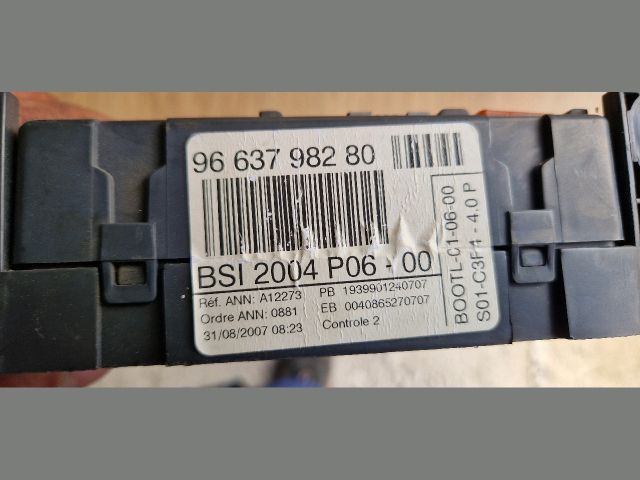 96 637 982 80
BSI 2004 P06 - 00
Réf. ANN: A12273 PB 1939901240707
Ordre ANN: 0881 EB 0040865270707
31/08/2007 08:23 Controle 2
BOOTL-C1-06-00
S01-C3F4 - 4.0 P